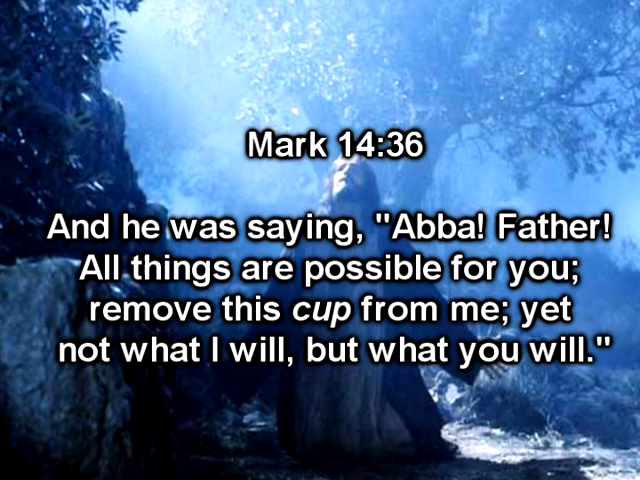 Mark 14:36
And he was saying, "Abba! Father!
All things are possible for you;
remove this cup from me; yet
not what I will, but what you will."